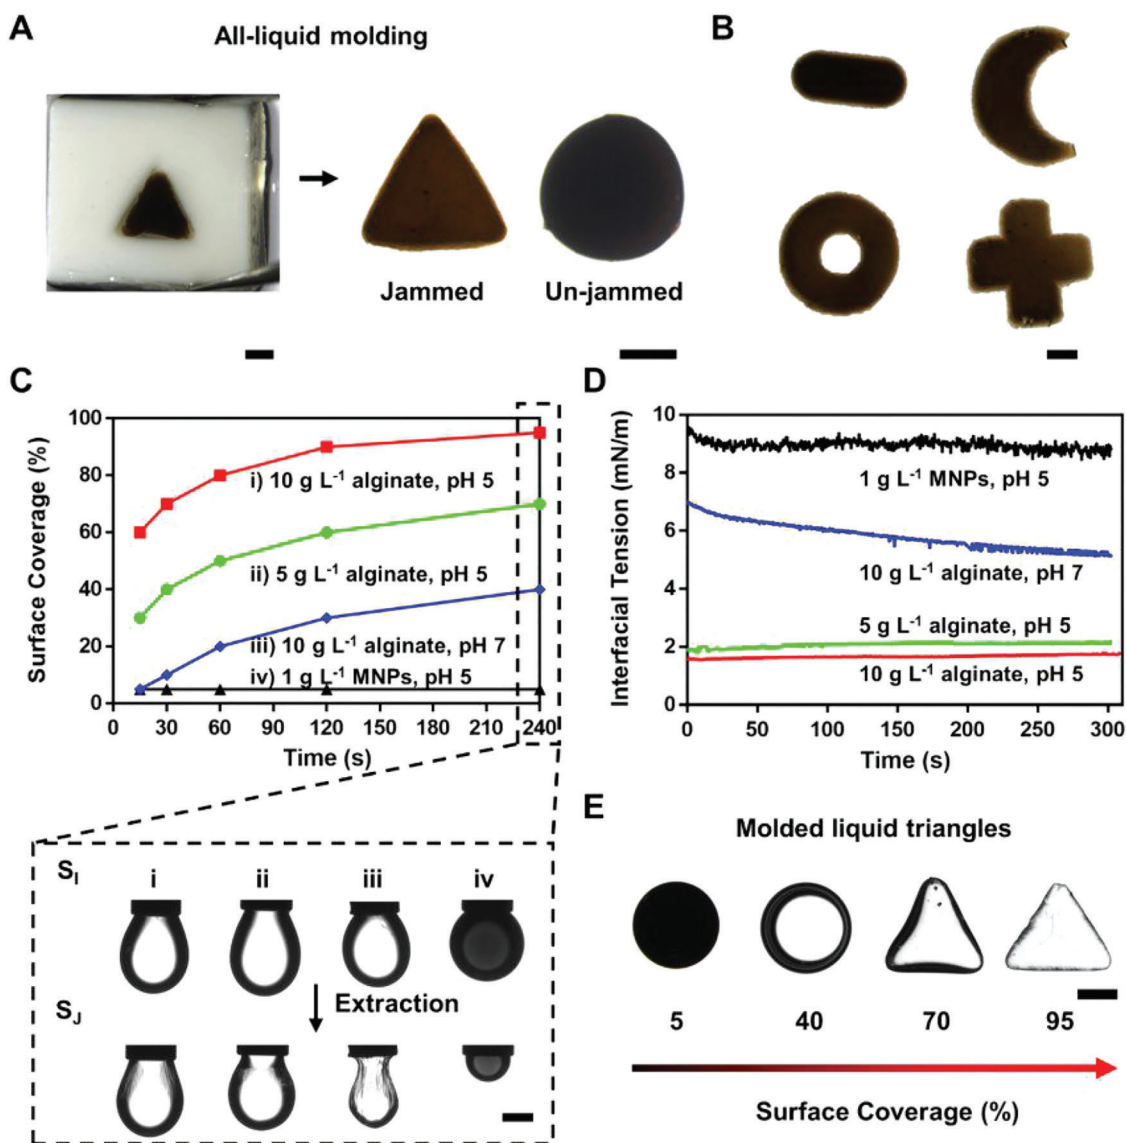 A
All-liquid molding
Jammed
Un-jammed
B
C
Surface Coverage (%)
100
80
60
40
20
0
i) 10 g L⁻¹ alginate, pH 5
ii) 5 g L⁻¹ alginate, pH 5
iii) 10 g L⁻¹ alginate, pH 7
iv) 1 g L⁻¹ MNPs, pH 5
0 30 60 90 120 150 180 210 240
Time (s)
S_I
i ii iii iv
Extraction
S_J
D
Interfacial Tension (mN/m)
10
8
6
4
2
0
1 g L⁻¹ MNPs, pH 5
10 g L⁻¹ alginate, pH 7
5 g L⁻¹ alginate, pH 5
10 g L⁻¹ alginate, pH 5
0 50 100 150 200 250 300
Time (s)
E
Molded liquid triangles
5 40 70 95
Surface Coverage (%)